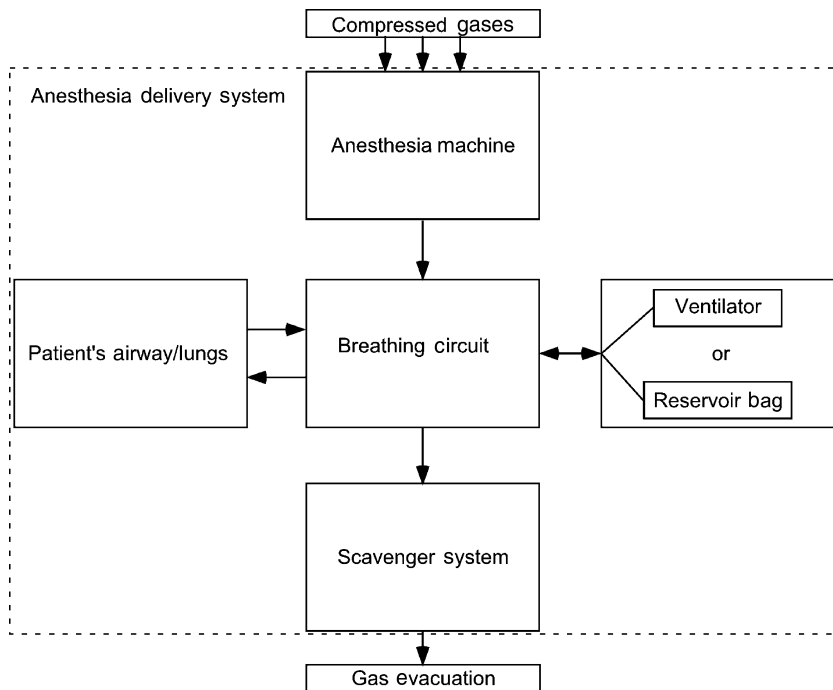 Compressed gases
Anesthesia delivery system
Anesthesia machine
Patient's airway/lungs
Breathing circuit
Ventilator
or
Reservoir bag
Scavenger system
Gas evacuation